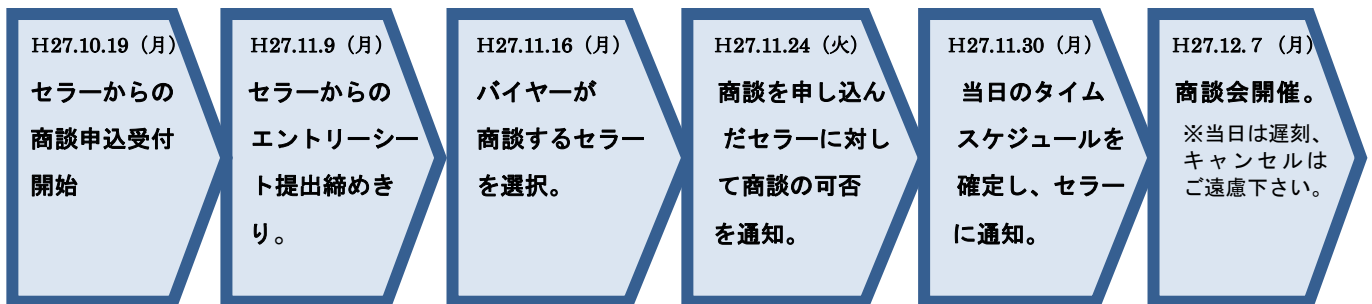 H27.10.19（月）
セラーからの
商談申込受付
開始
H27.11.9（月）
セラーからの
エントリーシー
ト提出締めき
り。
H27.11.16（月）
バイヤーが
商談するセラー
を選択。
H27.11.24（火）
商談を申し込ん
だセラーに対し
て商談の可否
を通知。
H27.11.30（月）
当日のタイム
スケジュールを
確定し、セラー
に通知。
H27.12. 7（月）
商談会開催。
※当日は遅刻、
キャンセルは
ご遠慮下さい。